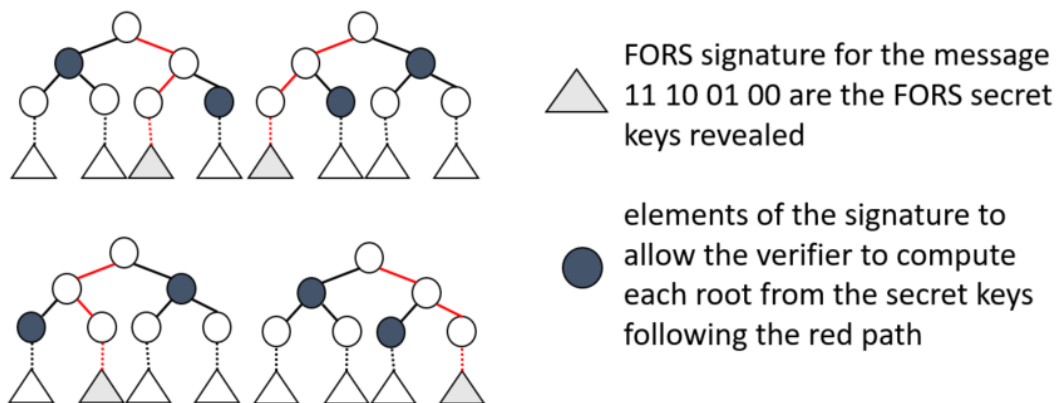 FORS signature for the message
11 10 01 00 are the FORS secret
keys revealed
elements of the signature to
allow the verifier to compute
each root from the secret keys
following the red path